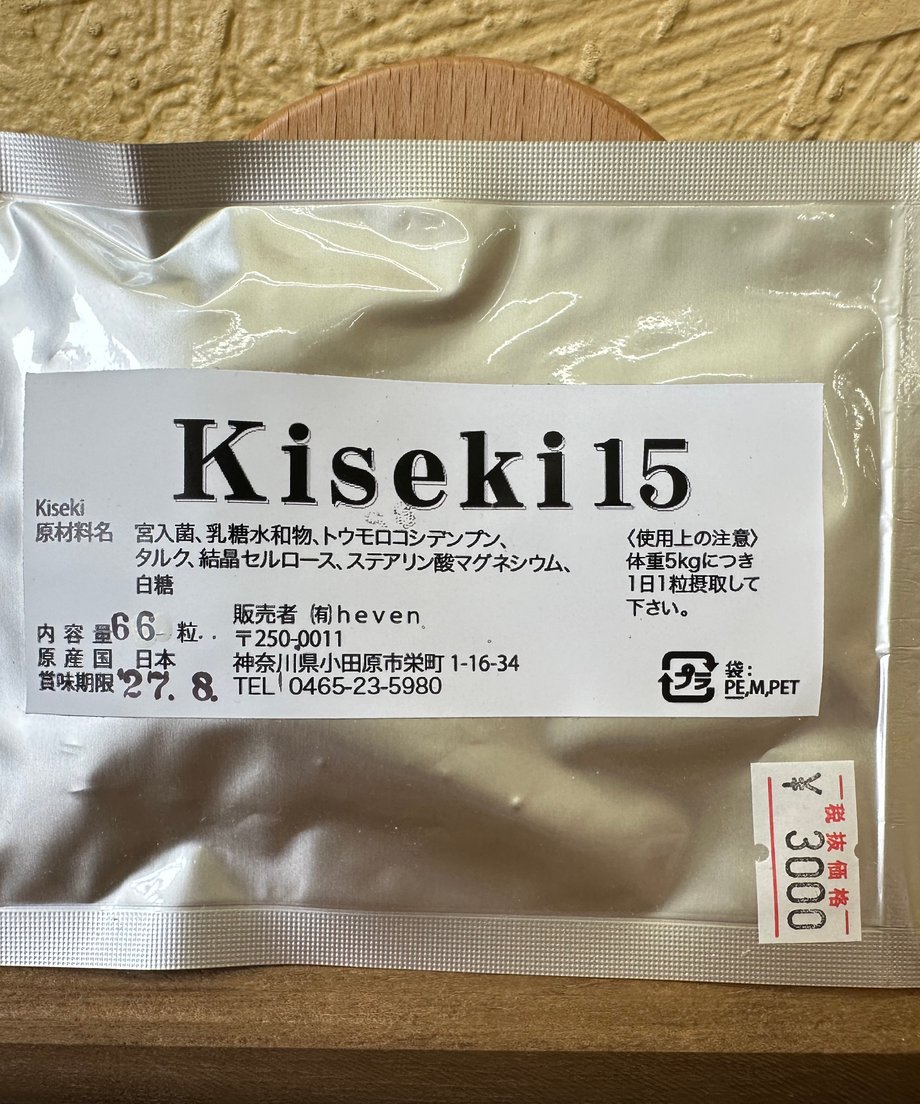 Kiseki15
Kiseki
原材料名 宮入菌、乳糖水和物、トウモロコシデンプン、
タルク、結晶セルロース、ステアリン酸マグネシウム、
白糖
内容量 66 粒
原産国 日本
賞味期限 '27. 8.
販売者 ㈲heven
〒250-0011
神奈川県小田原市栄町 1-16-34
TEL 0465-23-5980
〈使用上の注意〉
体重5kgにつき
1日1粒摂取して
下さい。
プラ
袋:
PE,M,PET
税抜価格
¥3000